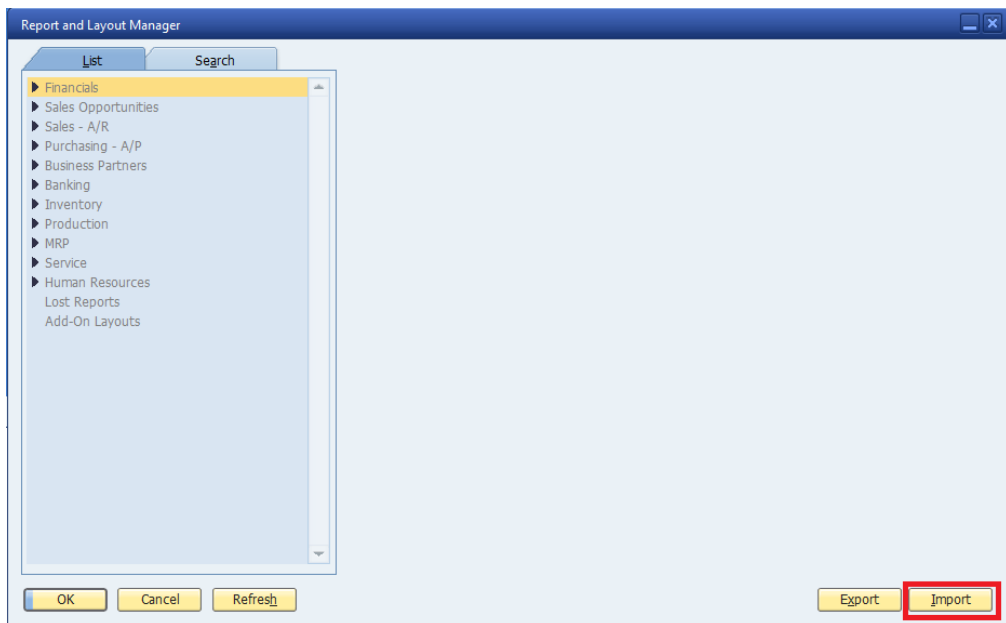 Report and Layout Manager
List Search
Financials
Sales Opportunities
Sales - A/R
Purchasing - A/P
Business Partners
Banking
Inventory
Production
MRP
Service
Human Resources
Lost Reports
Add-On Layouts
OK Cancel Refresh Export Import